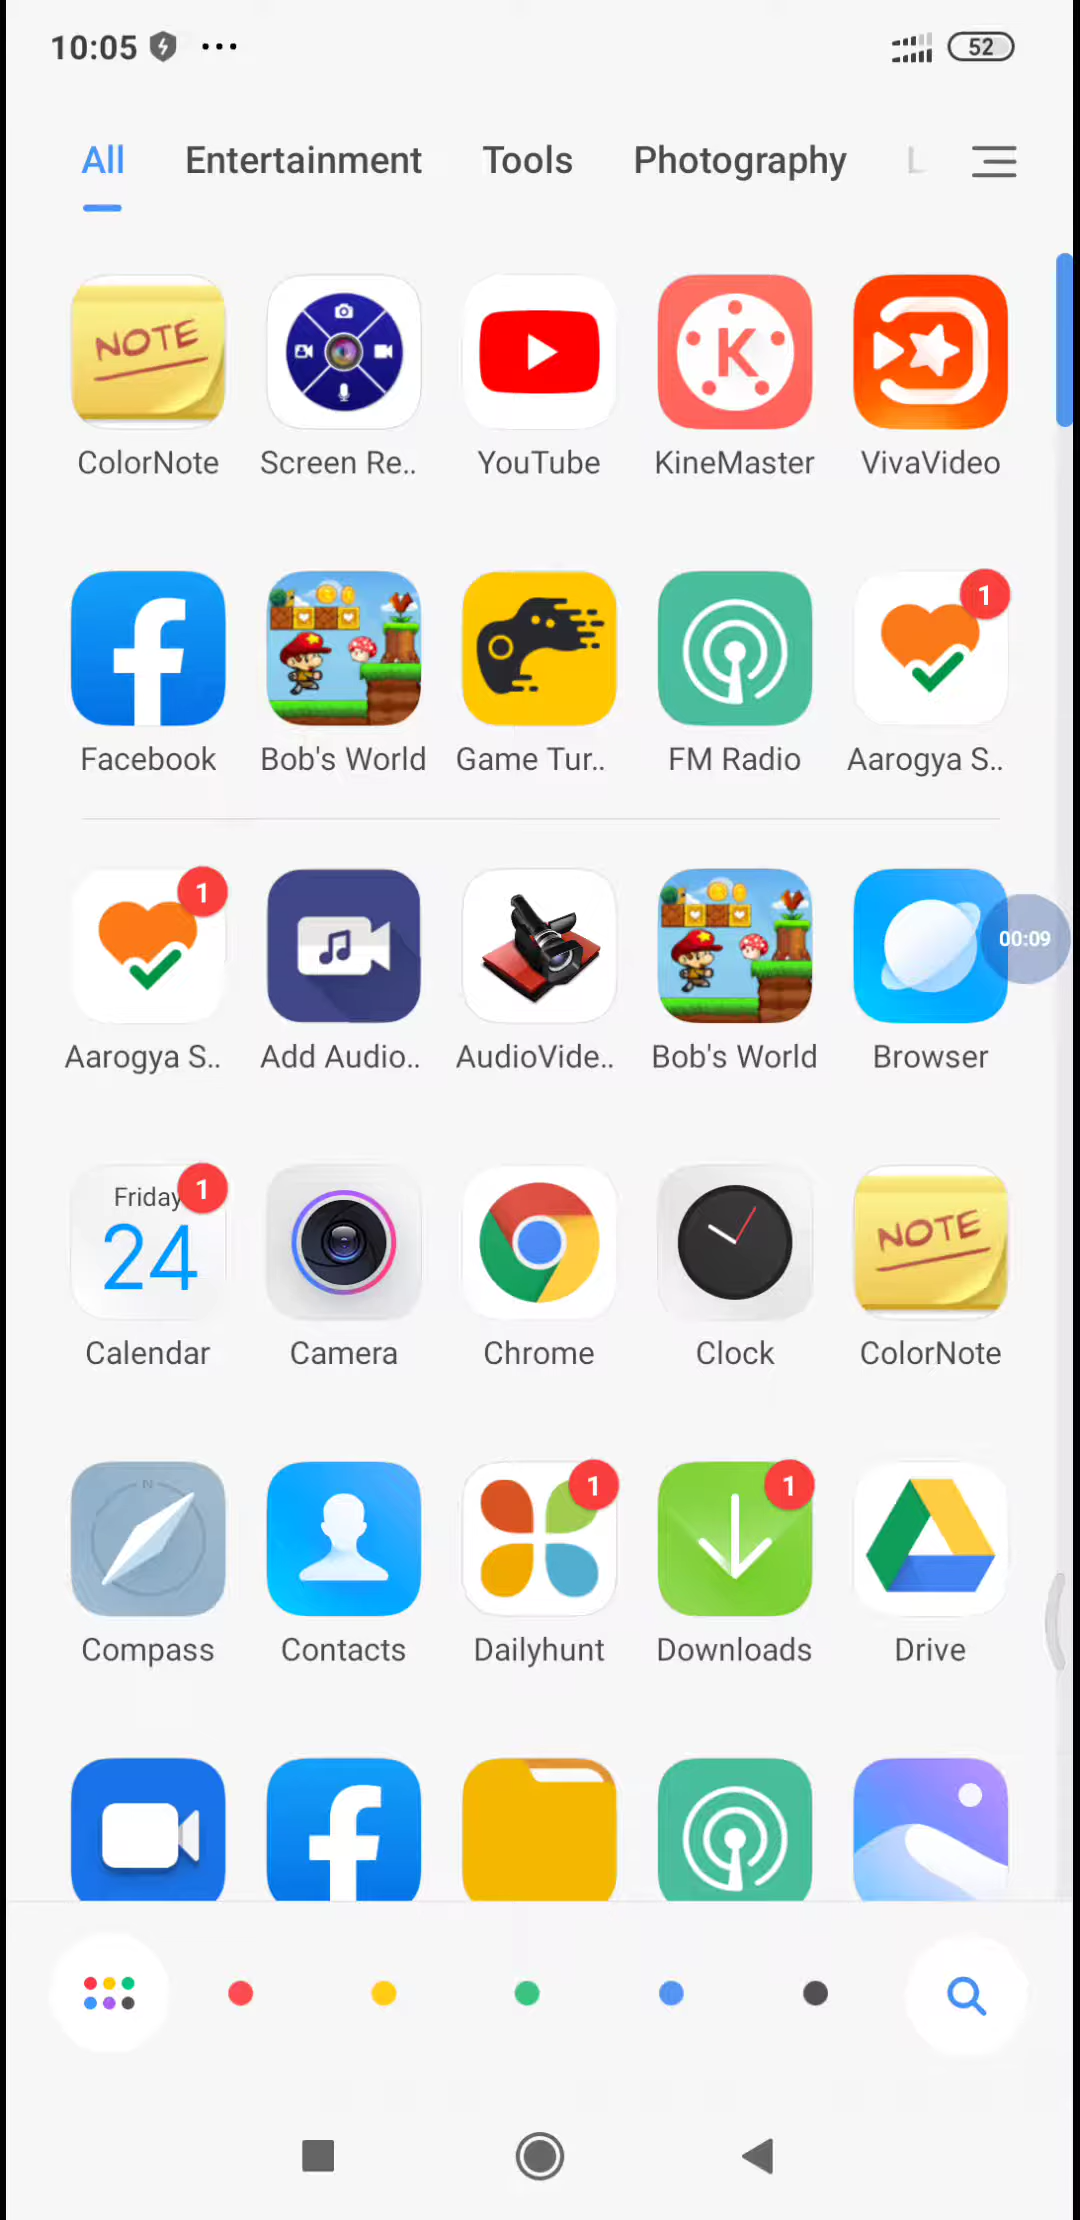 10:05 ... 52
All Entertainment Tools Photography L
NOTE K
ColorNote Screen Re.. YouTube KineMaster VivaVideo
1
Facebook Bob's World Game Tur.. FM Radio Aarogya S..
1 00:09
Aarogya S.. Add Audio.. AudioVide.. Bob's World Browser
Friday 1 NOTE
24
Calendar Camera Chrome Clock ColorNote
N 1 1
Compass Contacts Dailyhunt Downloads Drive